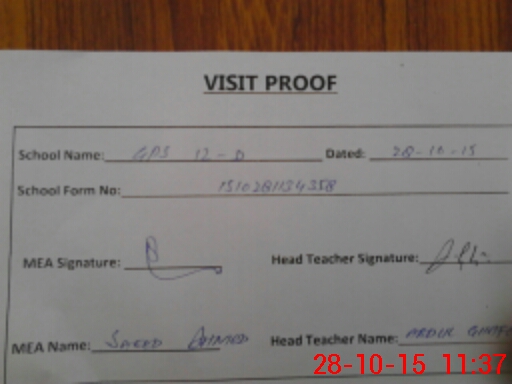 VISIT PROOF
School Name: GPS 12-D Dated: 28-10-15
School Form No: 1510281134358
MEA Signature: Head Teacher Signature:
MEA Name: SAEED AHMED Head Teacher Name: ABDUL
28-10-15 11:37